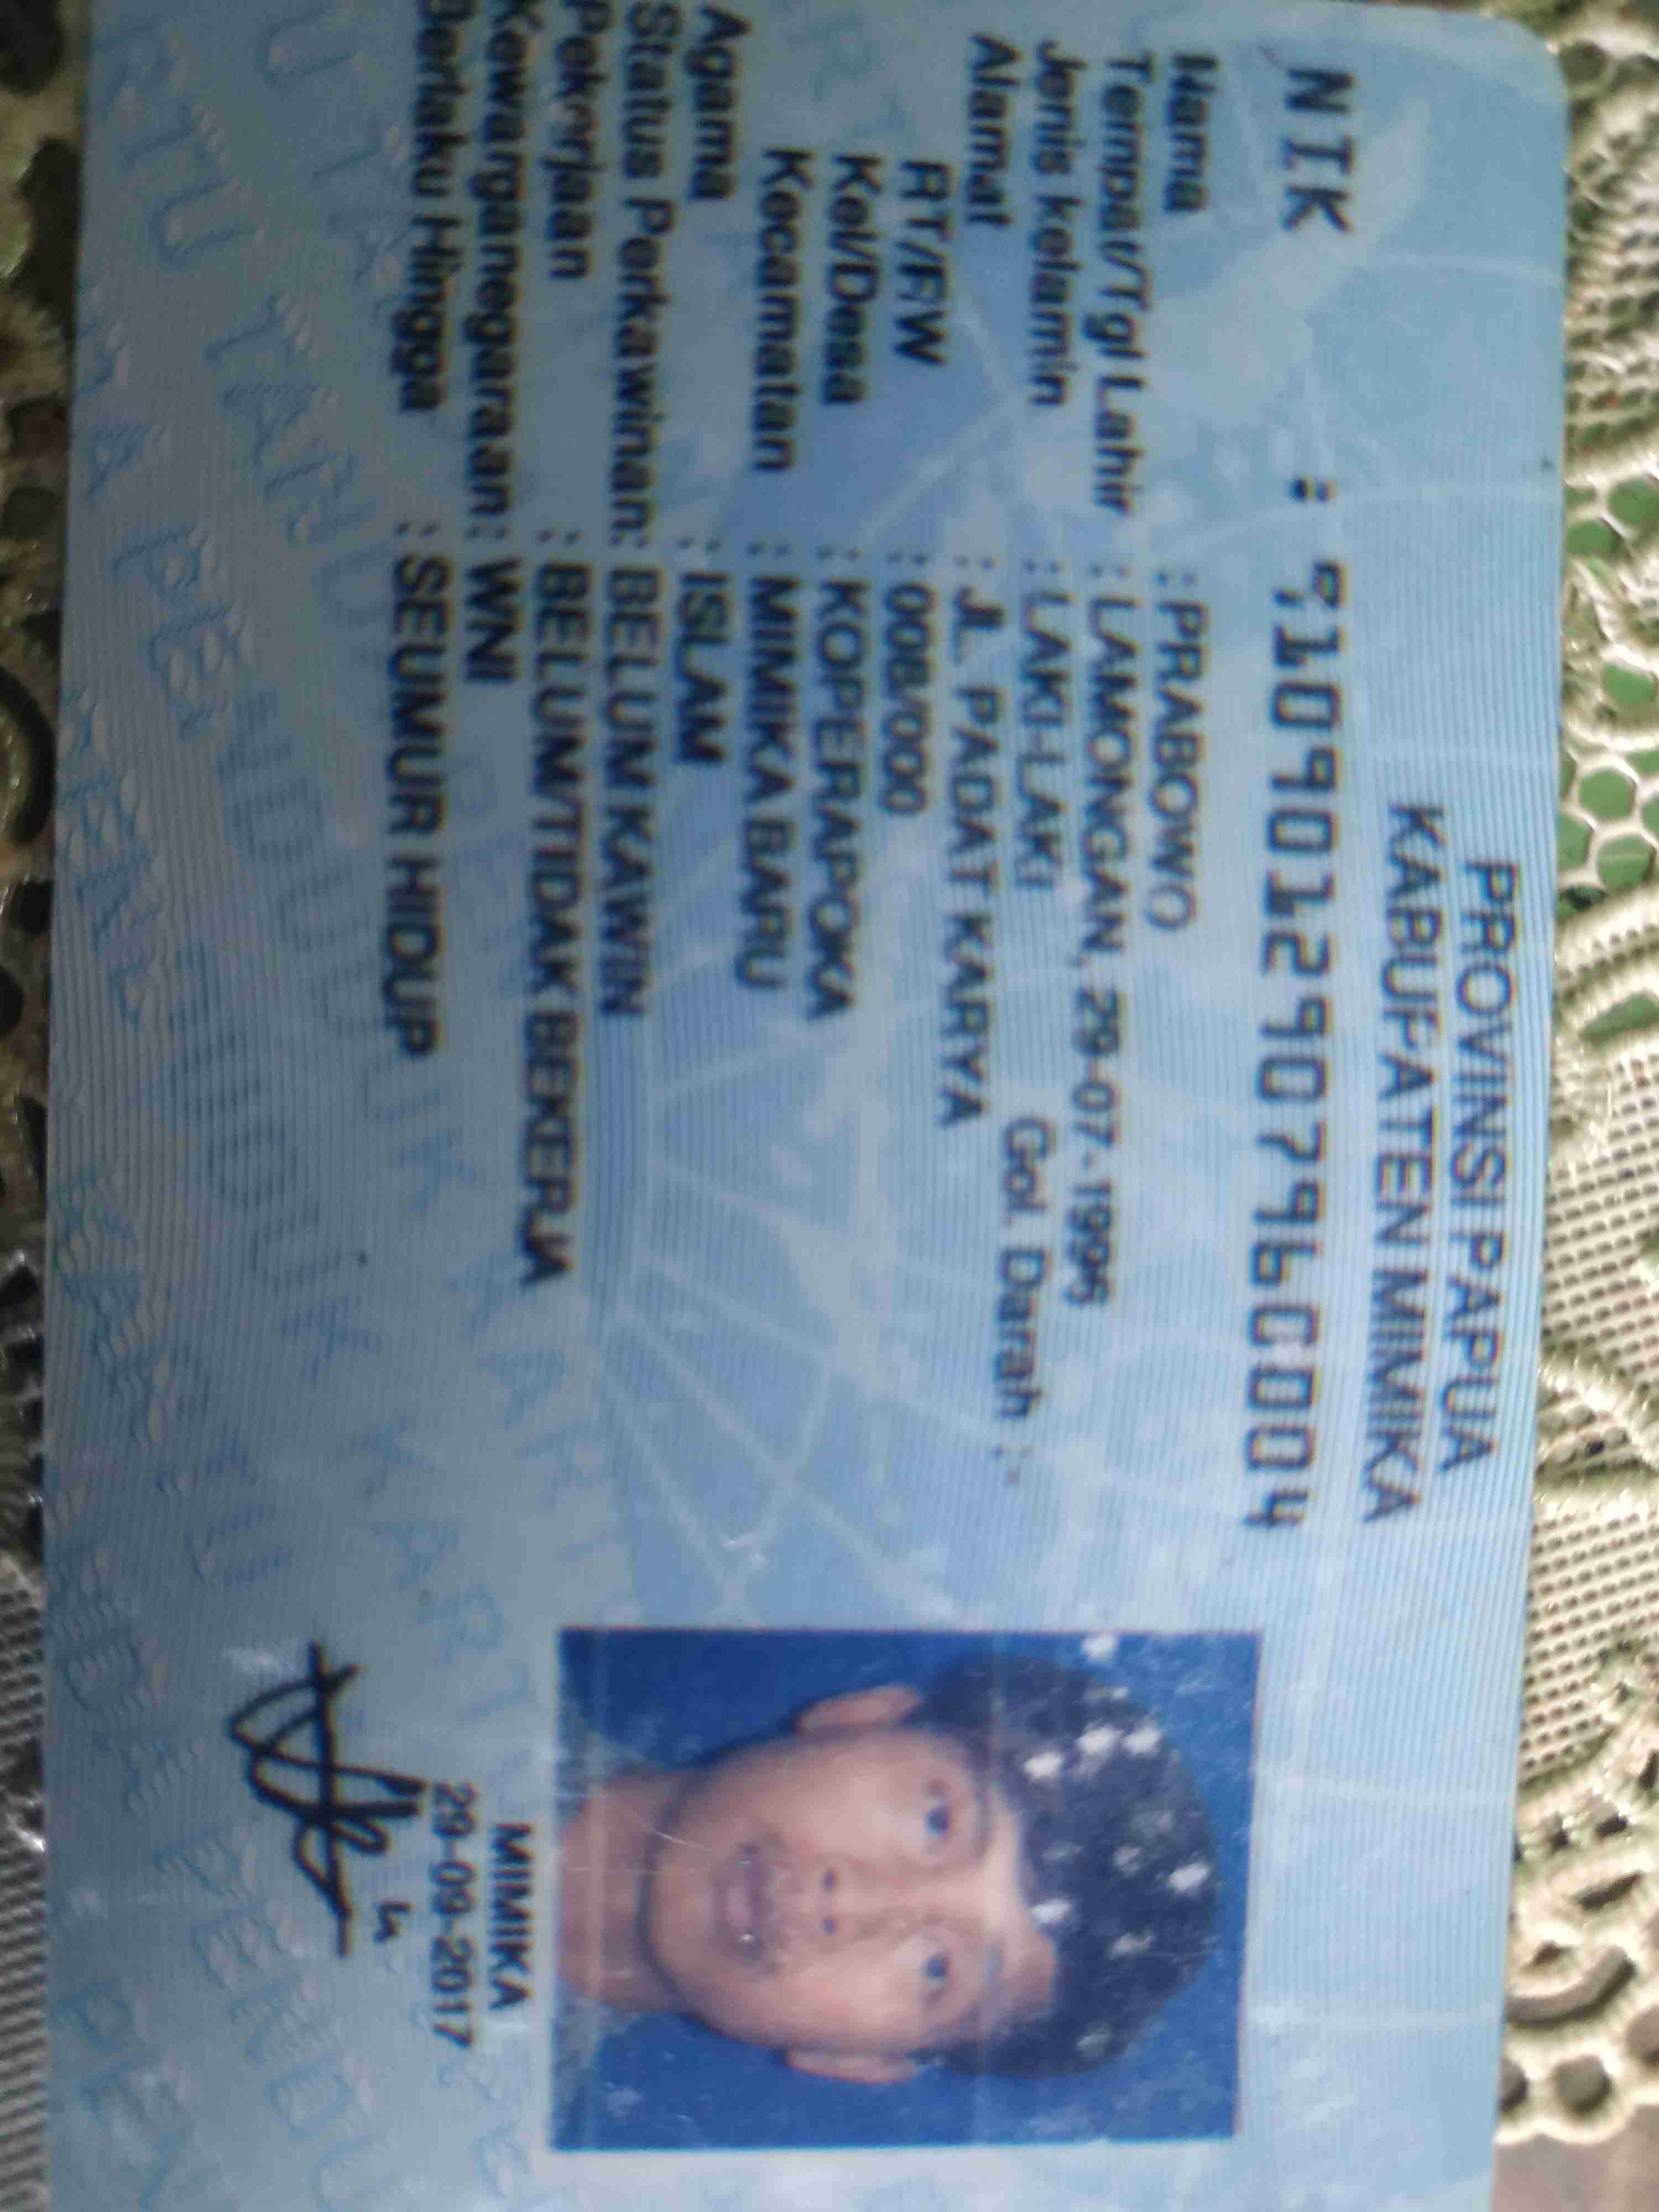 PROVINSI PAPUA
KABUPATEN MIMIKA
NIK : 9109012907960004
Nama : PRABOWO
Tempat/Tgl Lahir : LAMONGAN, 29-07-1995
Jenis kelamin : LAKI-LAKI Gol. Darah : -
Alamat : JL. PADAT KARYA
RT/RW : 008/000
Kel/Desa : KOPERAPOKA
Kecamatan : MIMIKA BARU
Agama : ISLAM
Status Perkawinan: BELUM KAWIN
Pekerjaan : BELUM/TIDAK BEKERJA
Kewarganegaraan: WNI
Berlaku Hingga : SEUMUR HIDUP
MIMIKA
29-09-2017